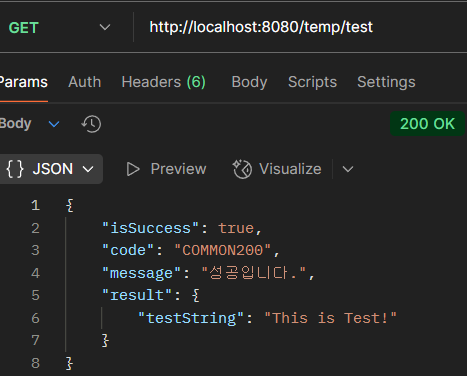 GET http://localhost:8080/temp/test
Params Auth Headers (6) Body Scripts Settings
Body 200 OK
{} JSON Preview Visualize
1 {
2 "isSuccess": true,
3 "code": "COMMON200",
4 "message": "성공입니다.",
5 "result": {
6 "testString": "This is Test!"
7 }
8 }